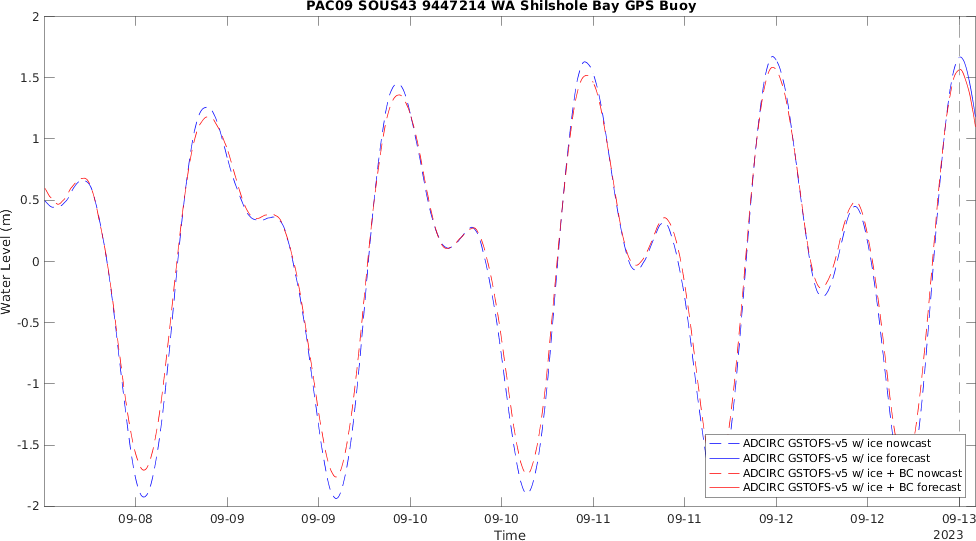 PAC09 SOUS43 9447214 WA Shilshole Bay GPS Buoy
2
1.5
1
0.5
0
-0.5
-1
-1.5
-2
Water Level (m)
ADCIRC GSTOFS-v5 w/ ice nowcast
ADCIRC GSTOFS-v5 w/ ice forecast
ADCIRC GSTOFS-v5 w/ ice + BC nowcast
ADCIRC GSTOFS-v5 w/ ice + BC forecast
09-08 09-09 09-09 09-10 09-10 09-11 09-11 09-12 09-12 09-13
Time
2023